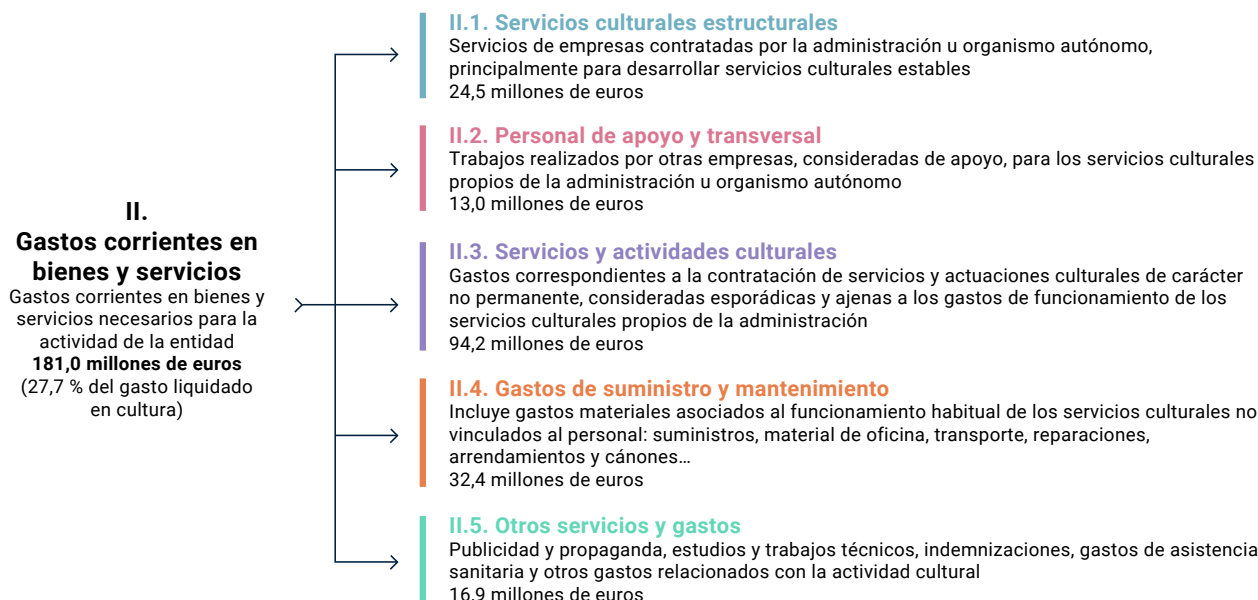 II.
Gastos corrientes en
bienes y servicios
Gastos corrientes en bienes y
servicios necesarios para la
actividad de la entidad
181,0 millones de euros
(27,7 % del gasto liquidado
en cultura)
II.1. Servicios culturales estructurales
Servicios de empresas contratadas por la administración u organismo autónomo,
principalmente para desarrollar servicios culturales estables
24,5 millones de euros
II.2. Personal de apoyo y transversal
Trabajos realizados por otras empresas, consideradas de apoyo, para los servicios culturales
propios de la administración u organismo autónomo
13,0 millones de euros
II.3. Servicios y actividades culturales
Gastos correspondientes a la contratación de servicios y actuaciones culturales de carácter
no permanente, consideradas esporádicas y ajenas a los gastos de funcionamiento de los
servicios culturales propios de la administración
94,2 millones de euros
II.4. Gastos de suministro y mantenimiento
Incluye gastos materiales asociados al funcionamiento habitual de los servicios culturales no
vinculados al personal: suministros, material de oficina, transporte, reparaciones,
arrendamientos y cánones…
32,4 millones de euros
II.5. Otros servicios y gastos
Publicidad y propaganda, estudios y trabajos técnicos, indemnizaciones, gastos de asistencia
sanitaria y otros gastos relacionados con la actividad cultural
16,9 millones de euros